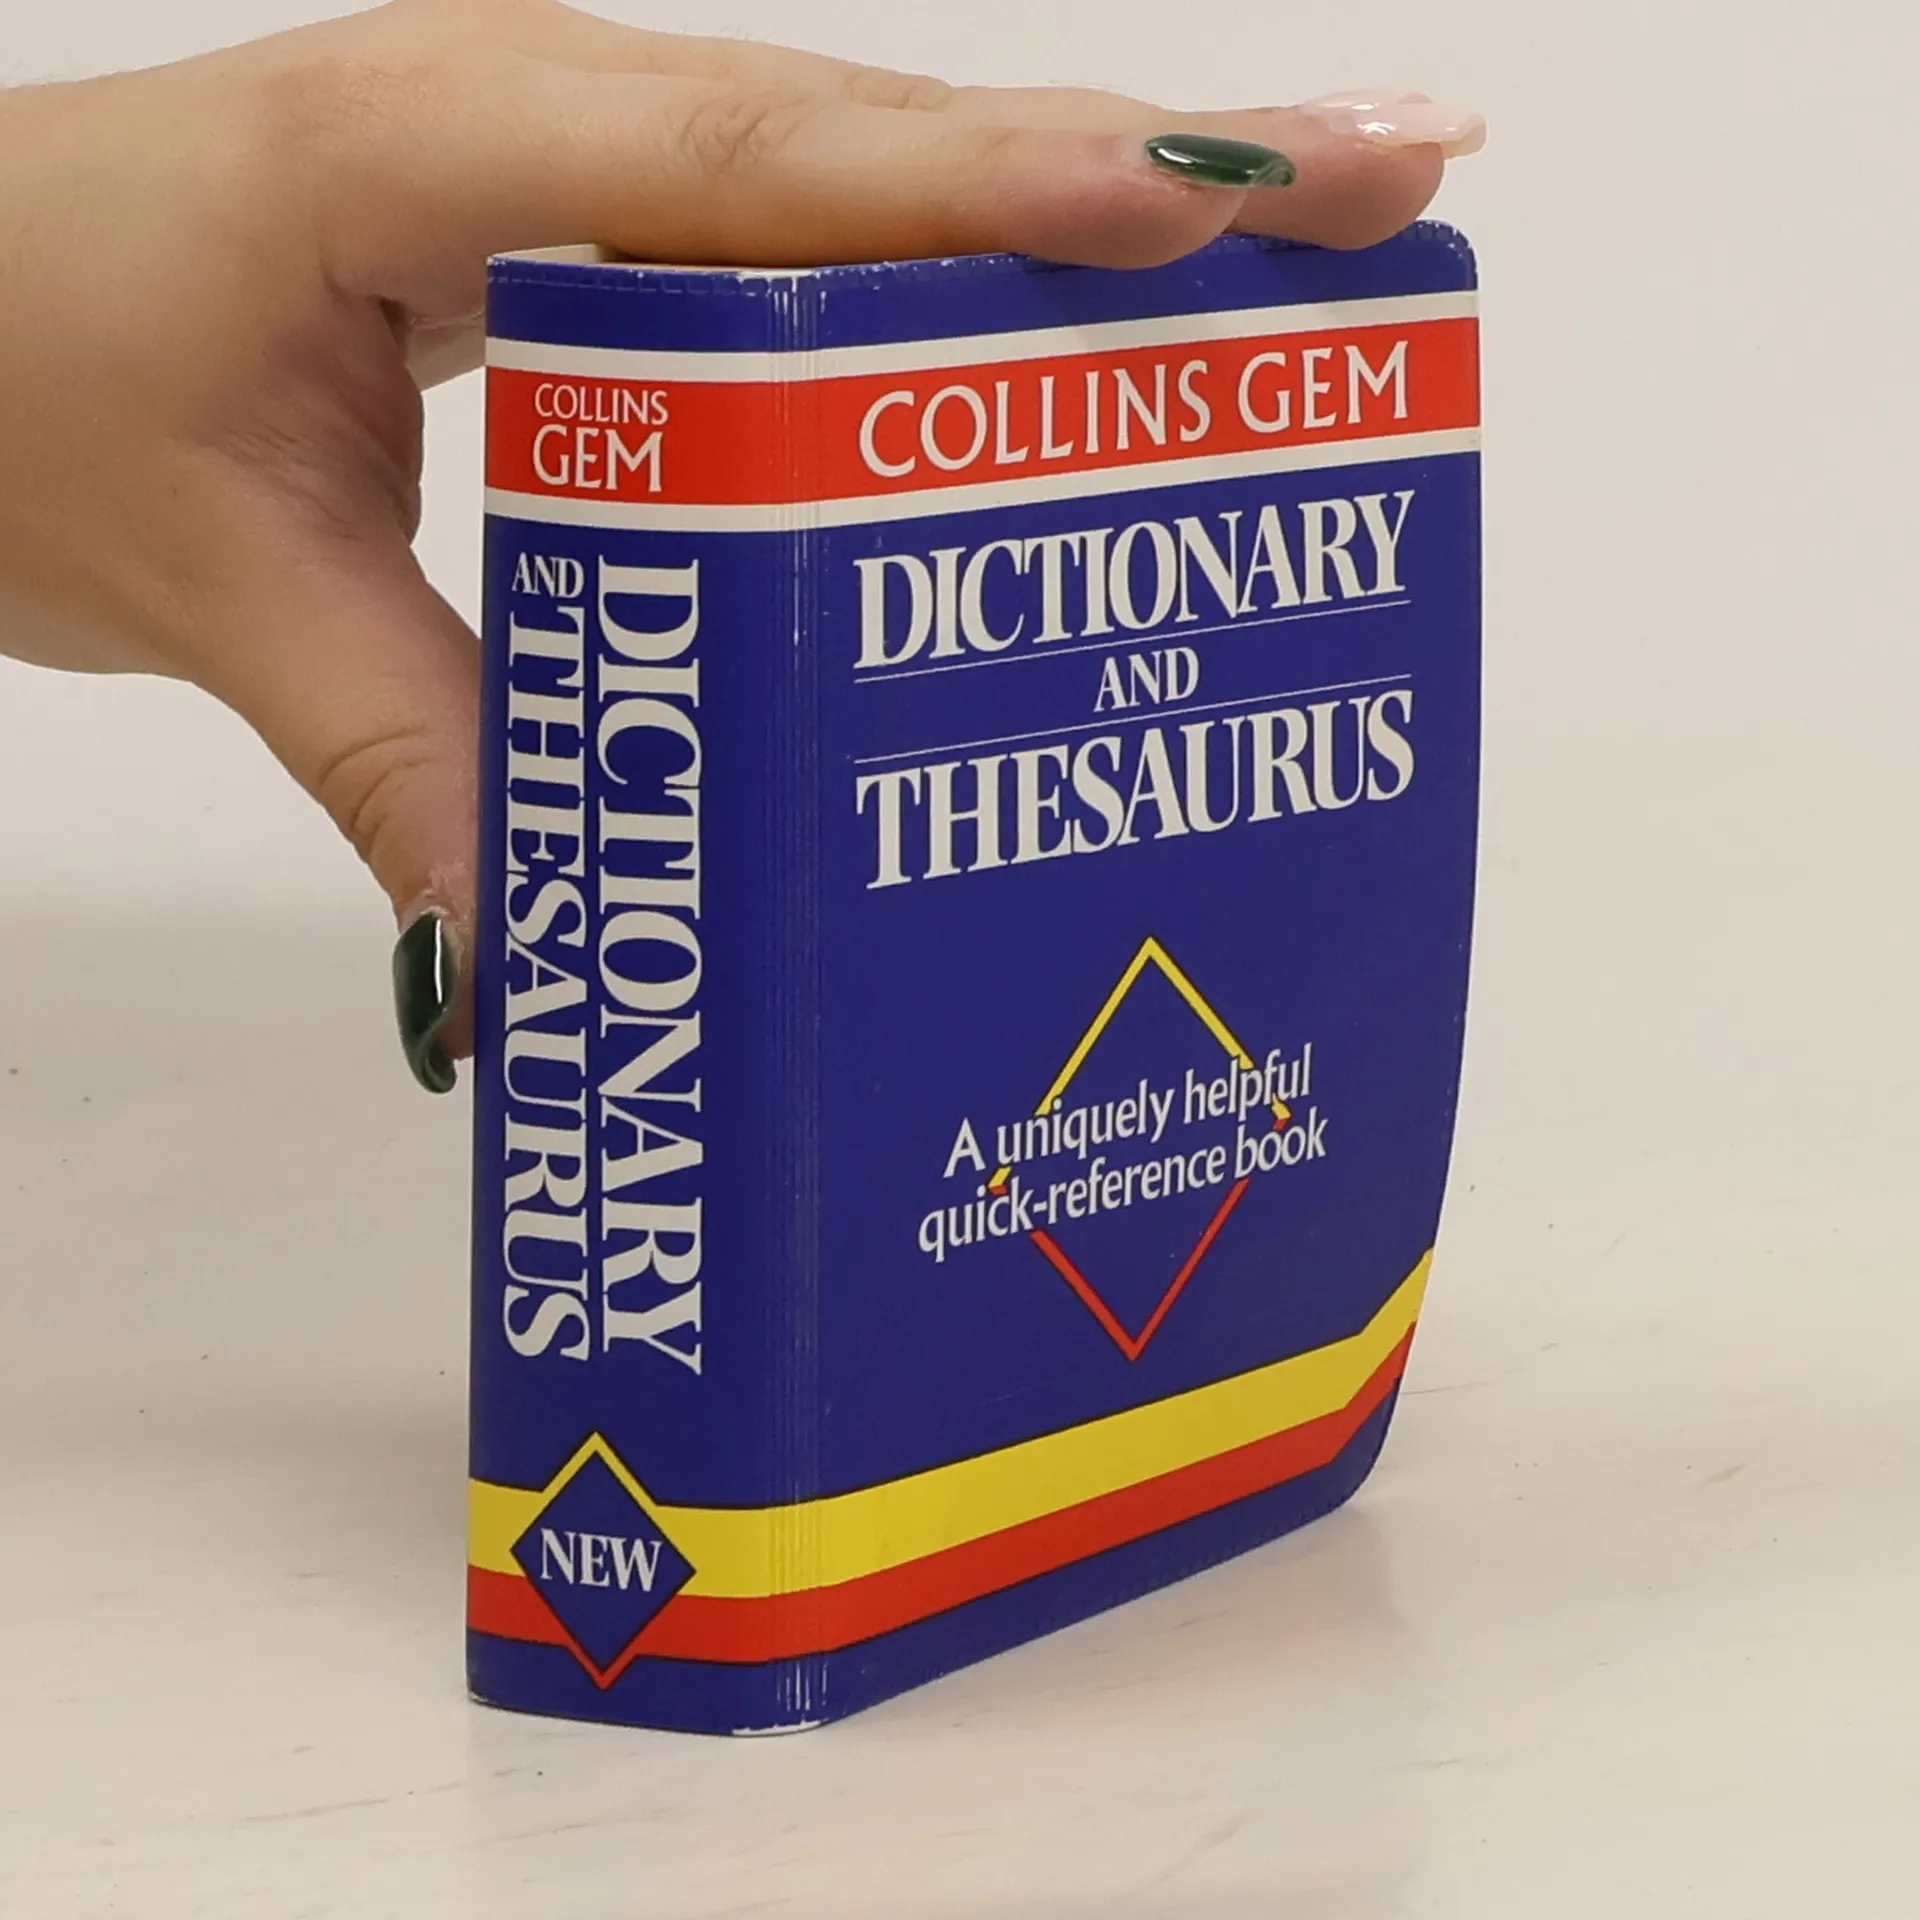 COLLINS
GEM
DICTIONARY
AND THESAURUS
NEW
COLLINS GEM
DICTIONARY
AND
THESAURUS
A uniquely helpful
quick-reference book